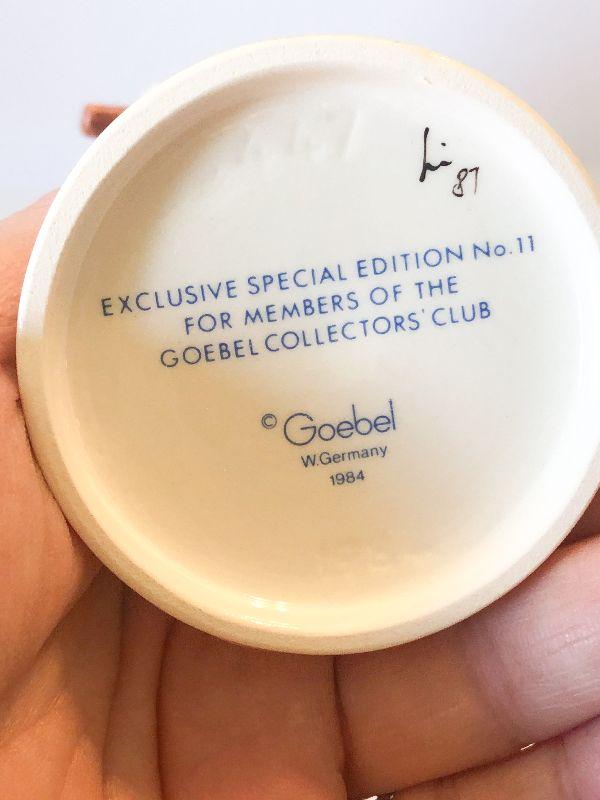 87
EXCLUSIVE SPECIAL EDITION No.11
FOR MEMBERS OF THE
GOEBEL COLLECTORS' CLUB
© Goebel
W.Germany
1984